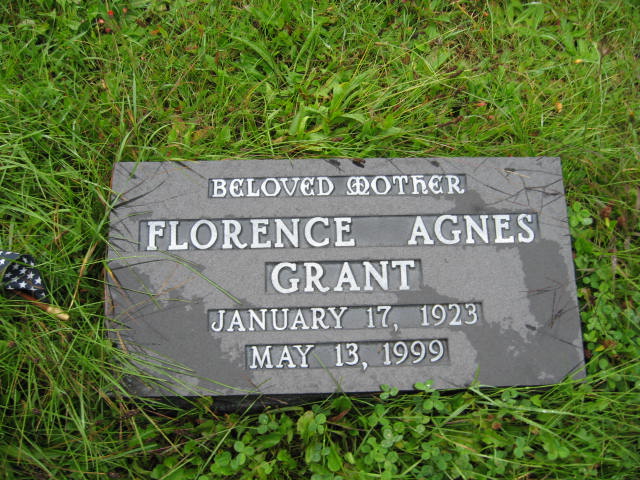 BELOVED MOTHER
FLORENCE AGNES
GRANT
JANUARY 17, 1923
MAY 13, 1999